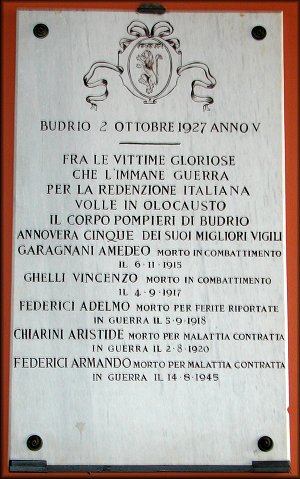 BUDRIO 2 OTTOBRE 1927 ANNO V
FRA LE VITTIME GLORIOSE
CHE L'IMMANE GUERRA
PER LA REDENZIONE ITALIANA
VOLLE IN OLOCAUSTO
IL CORPO POMPIERI DI BUDRIO
ANNOVERA CINQUE DEI SUOI MIGLIORI VIGILI
GARAGNANI AMEDEO MORTO IN COMBATTIMENTO
IL 6-11-1915
GHELLI VINCENZO MORTO IN COMBATTIMENTO
IL 4-9-1917
FEDERICI ADELMO MORTO PER FERITE RIPORTATE
IN GUERRA IL 5-9-1918
CHIARINI ARISTIDE MORTO PER MALATTIA CONTRATTA
IN GUERRA IL 2-8-1920
FEDERICI ARMANDO MORTO PER MALATTIA CONTRATTA
IN GUERRA IL 14-8-1945